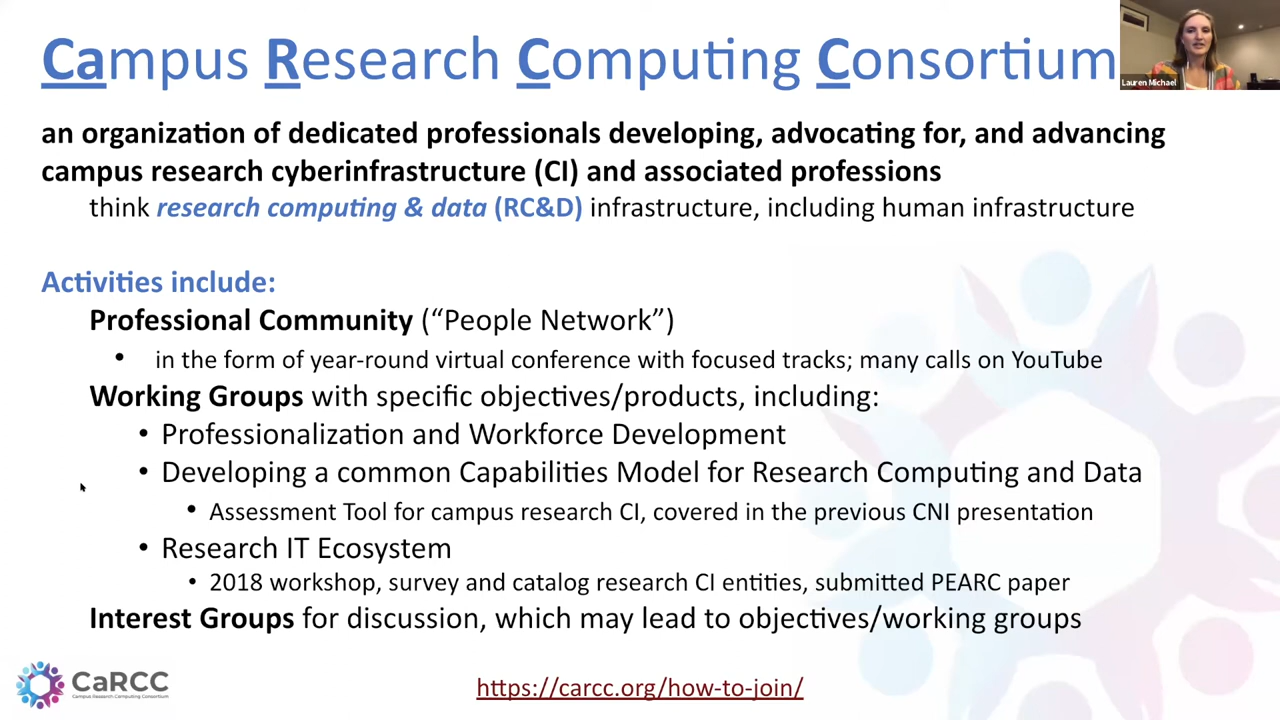 Campus Research Computing Consortium
Lauren Michael
an organization of dedicated professionals developing, advocating for, and advancing
campus research cyberinfrastructure (CI) and associated professions
think research computing & data (RC&D) infrastructure, including human infrastructure
Activities include:
Professional Community (“People Network”)
• in the form of year-round virtual conference with focused tracks; many calls on YouTube
Working Groups with specific objectives/products, including:
• Professionalization and Workforce Development
• Developing a common Capabilities Model for Research Computing and Data
• Assessment Tool for campus research CI, covered in the previous CNI presentation
• Research IT Ecosystem
• 2018 workshop, survey and catalog research CI entities, submitted PEARC paper
Interest Groups for discussion, which may lead to objectives/working groups
CaRCC
Campus Research Computing Consortium
https://carcc.org/how-to-join/